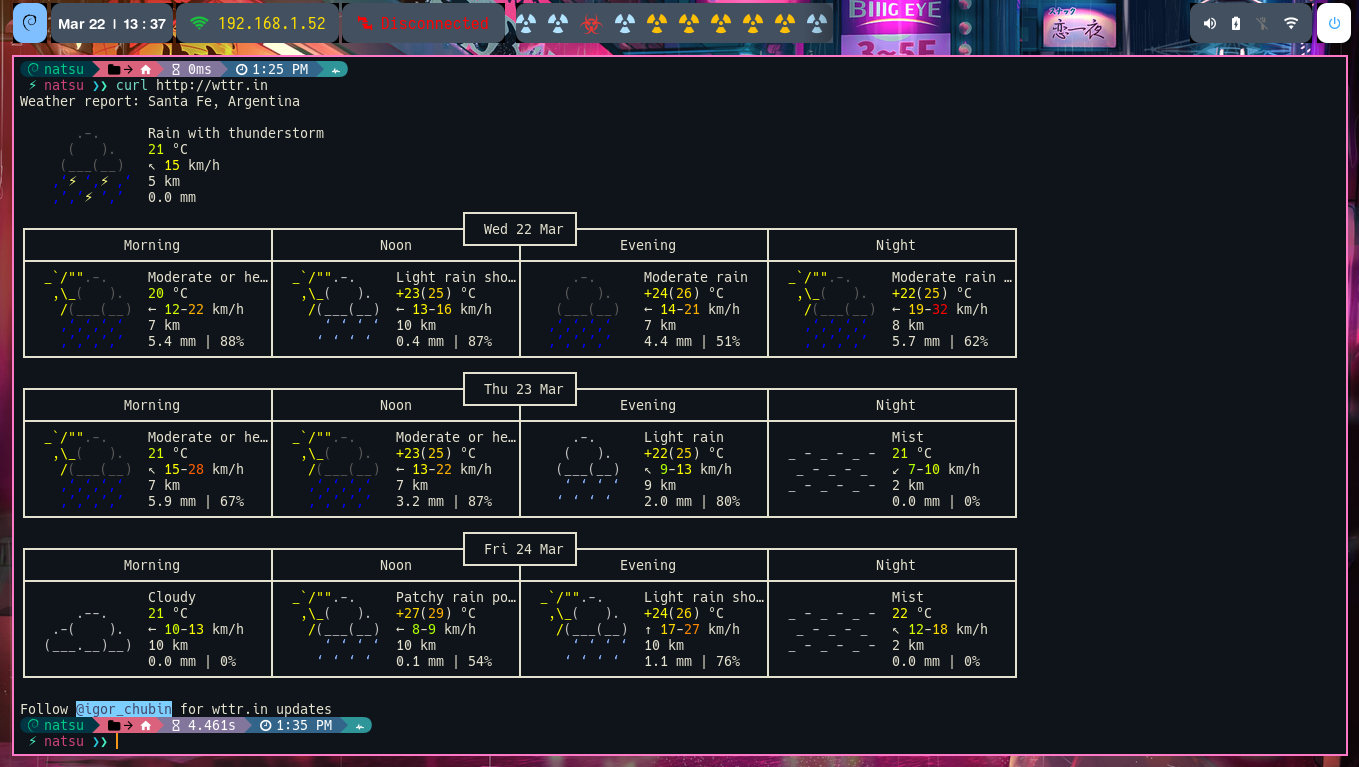 Mar 22 | 13:37 192.168.1.52 Disconnected
BIIIG EYE
スナック
恋一夜
natsu 0ms 1:25 PM
⚡ natsu ❯❯ curl http://wttr.in
Weather report: Santa Fe, Argentina
Rain with thunderstorm
21 °C
↖ 15 km/h
5 km
0.0 mm
Wed 22 Mar
Morning Noon Evening Night
Moderate or he… Light rain sho… Moderate rain Moderate rain …
20 °C +23(25) °C +24(26) °C +22(25) °C
← 12-22 km/h ← 13-16 km/h ← 14-21 km/h ← 19-32 km/h
7 km 10 km 7 km 8 km
5.4 mm | 88% 0.4 mm | 87% 4.4 mm | 51% 5.7 mm | 62%
Thu 23 Mar
Morning Noon Evening Night
Moderate or he… Moderate or he… Light rain Mist
21 °C +23(25) °C +22(25) °C 21 °C
↖ 15-28 km/h ← 13-22 km/h ↖ 9-13 km/h ↙ 7-10 km/h
7 km 7 km 9 km 2 km
5.9 mm | 67% 3.2 mm | 87% 2.0 mm | 80% 0.0 mm | 0%
Fri 24 Mar
Morning Noon Evening Night
Cloudy Patchy rain po… Light rain sho… Mist
21 °C +27(29) °C +24(26) °C 22 °C
← 10-13 km/h ← 8-9 km/h ↑ 17-27 km/h ↖ 12-18 km/h
10 km 10 km 10 km 2 km
0.0 mm | 0% 0.1 mm | 54% 1.1 mm | 76% 0.0 mm | 0%
Follow @igor_chubin for wttr.in updates
natsu 4.461s 1:35 PM
⚡ natsu ❯❯